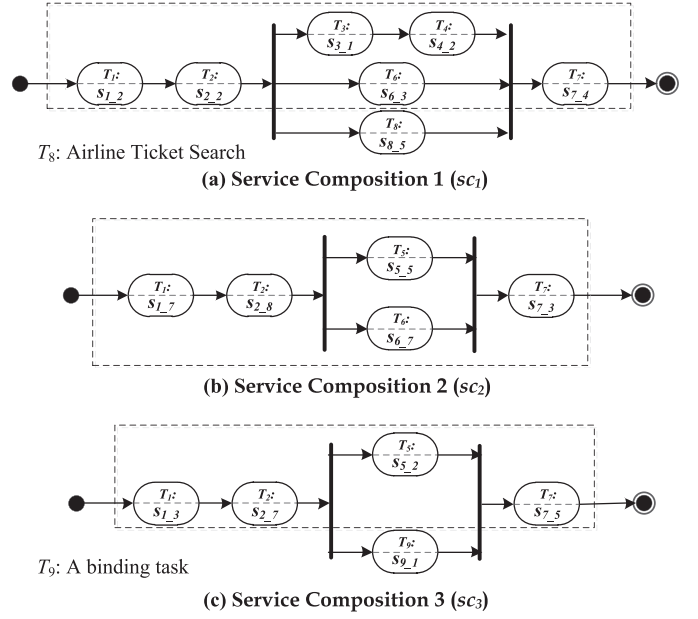 T3: T4:
s3_1 s4_2
T1: T2: T6: T7:
s1_2 s2_2 s6_3 s7_4
T8:
s8_5
T8: Airline Ticket Search
(a) Service Composition 1 (sc1)
T5:
s5_5
T1: T2: T7:
s1_7 s2_8 s7_3
T6:
s6_7
(b) Service Composition 2 (sc2)
T5:
s5_2
T1: T2: T7:
s1_3 s2_7 s7_5
T9:
s9_1
T9: A binding task
(c) Service Composition 3 (sc3)